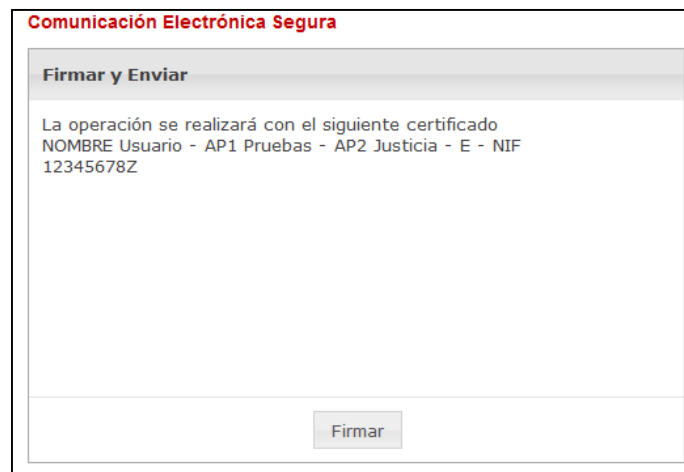 Comunicación Electrónica Segura
Firmar y Enviar
La operación se realizará con el siguiente certificado
NOMBRE Usuario - AP1 Pruebas - AP2 Justicia - E - NIF
12345678Z
Firmar